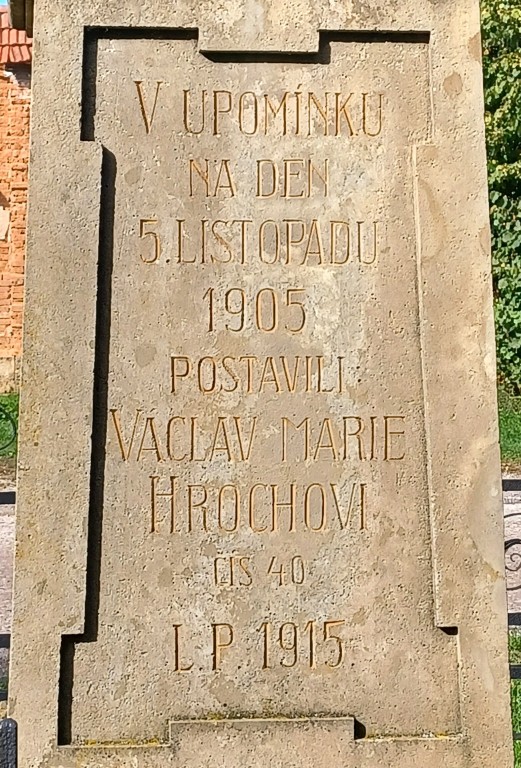 V UPOMÍNKU
NA DEN
5. LISTOPADU
1905
POSTAVILI
VÁCLAV MARIE
HROCHOVI
ČÍS 40
L.P. 1915.